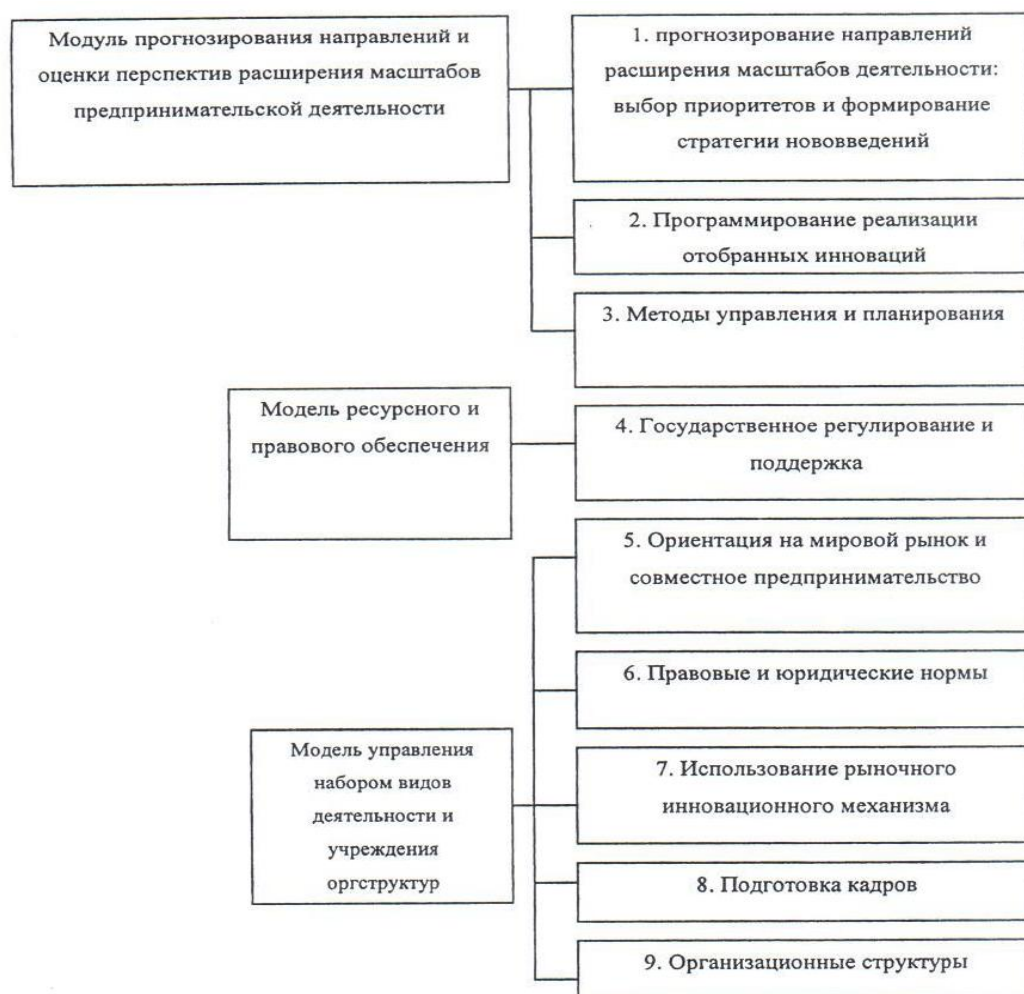 Модуль прогнозирования направлений и
оценки перспектив расширения масштабов
предпринимательской деятельности
1. прогнозирование направлений
расширения масштабов деятельности:
выбор приоритетов и формирование
стратегии нововведений
2. Программирование реализации
отобранных инноваций
3. Методы управления и планирования
Модель ресурсного и
правового обеспечения
4. Государственное регулирование и
поддержка
5. Ориентация на мировой рынок и
совместное предпринимательство
6. Правовые и юридические нормы
Модель управления
набором видов
деятельности и
учреждения
оргструктур
7. Использование рыночного
инновационного механизма
8. Подготовка кадров
9. Организационные структуры